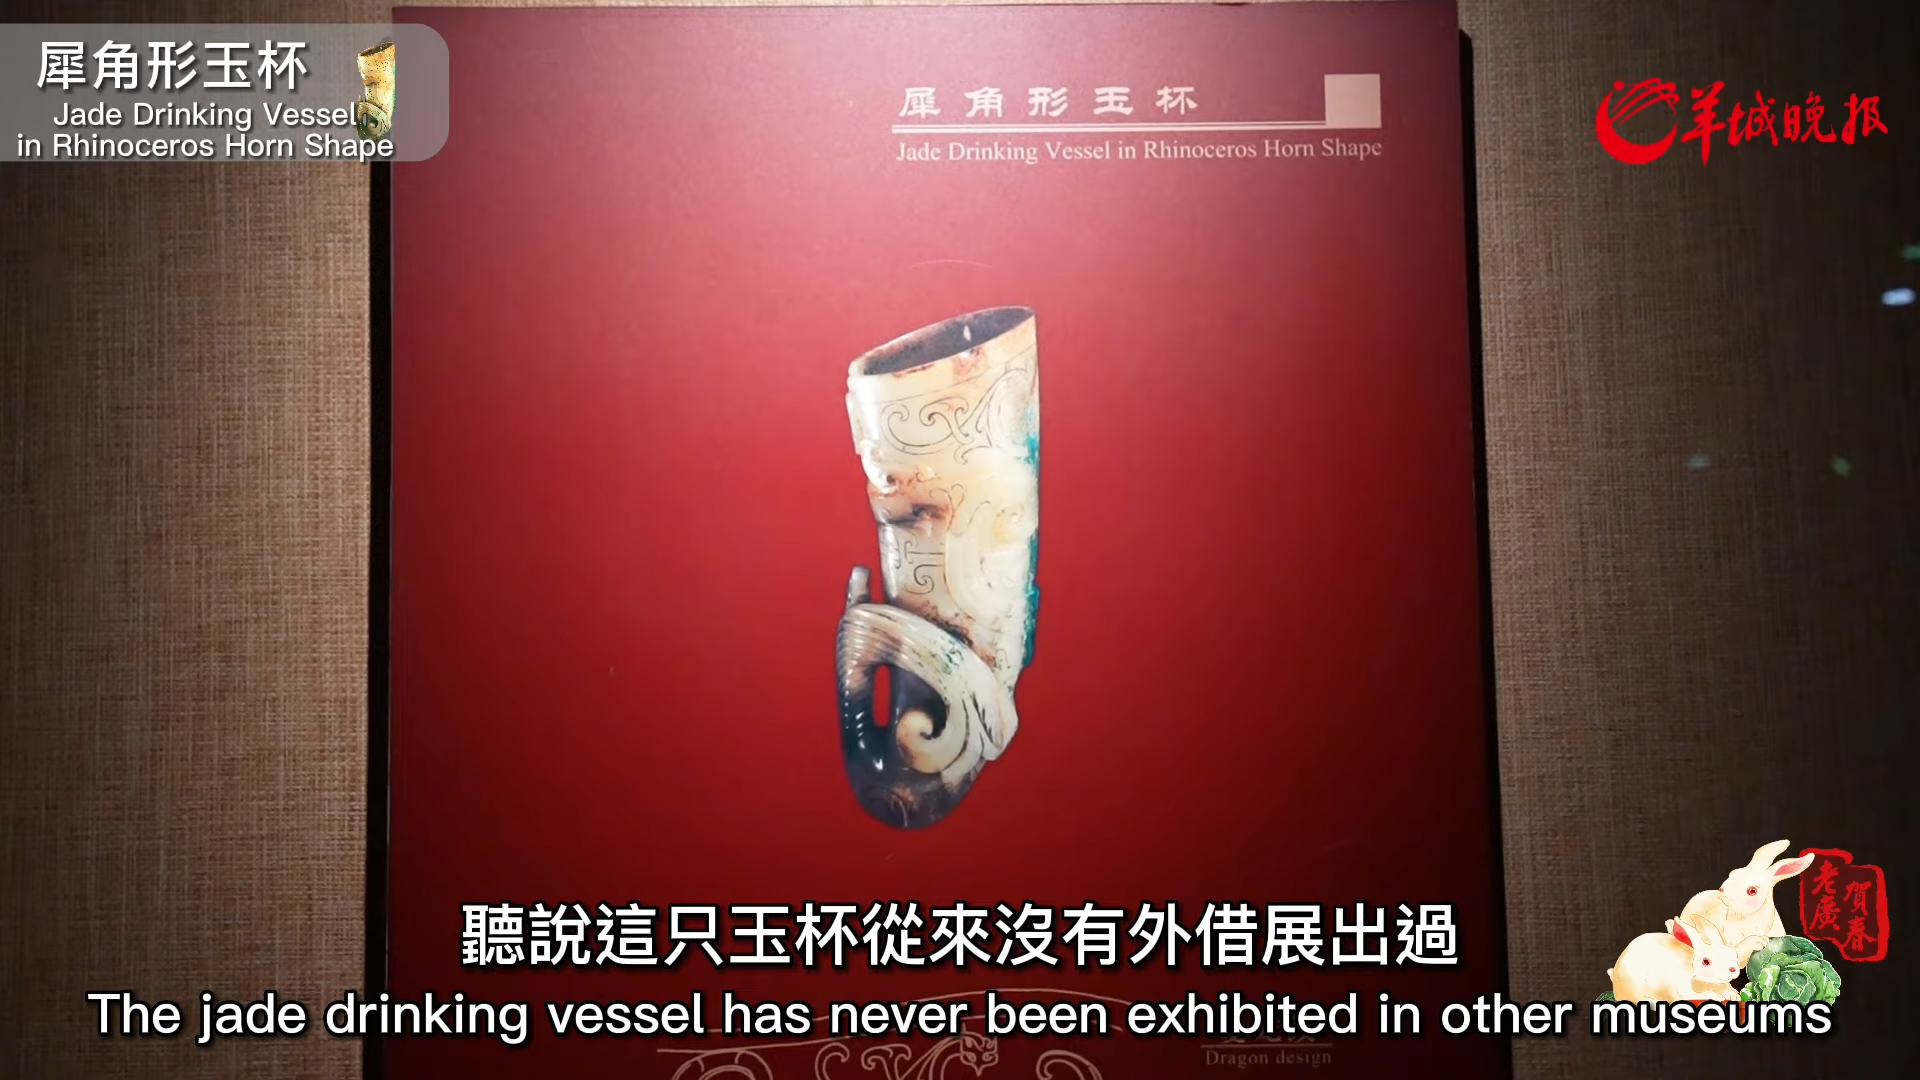 犀角形玉杯
Jade Drinking Vessel
in Rhinoceros Horn Shape
犀角形玉杯
Jade Drinking Vessel in Rhinoceros Horn Shape
羊城晚报
老廣
賀春
聽說這只玉杯從來沒有外借展出過
The jade drinking vessel has never been exhibited in other museums
Dragon design